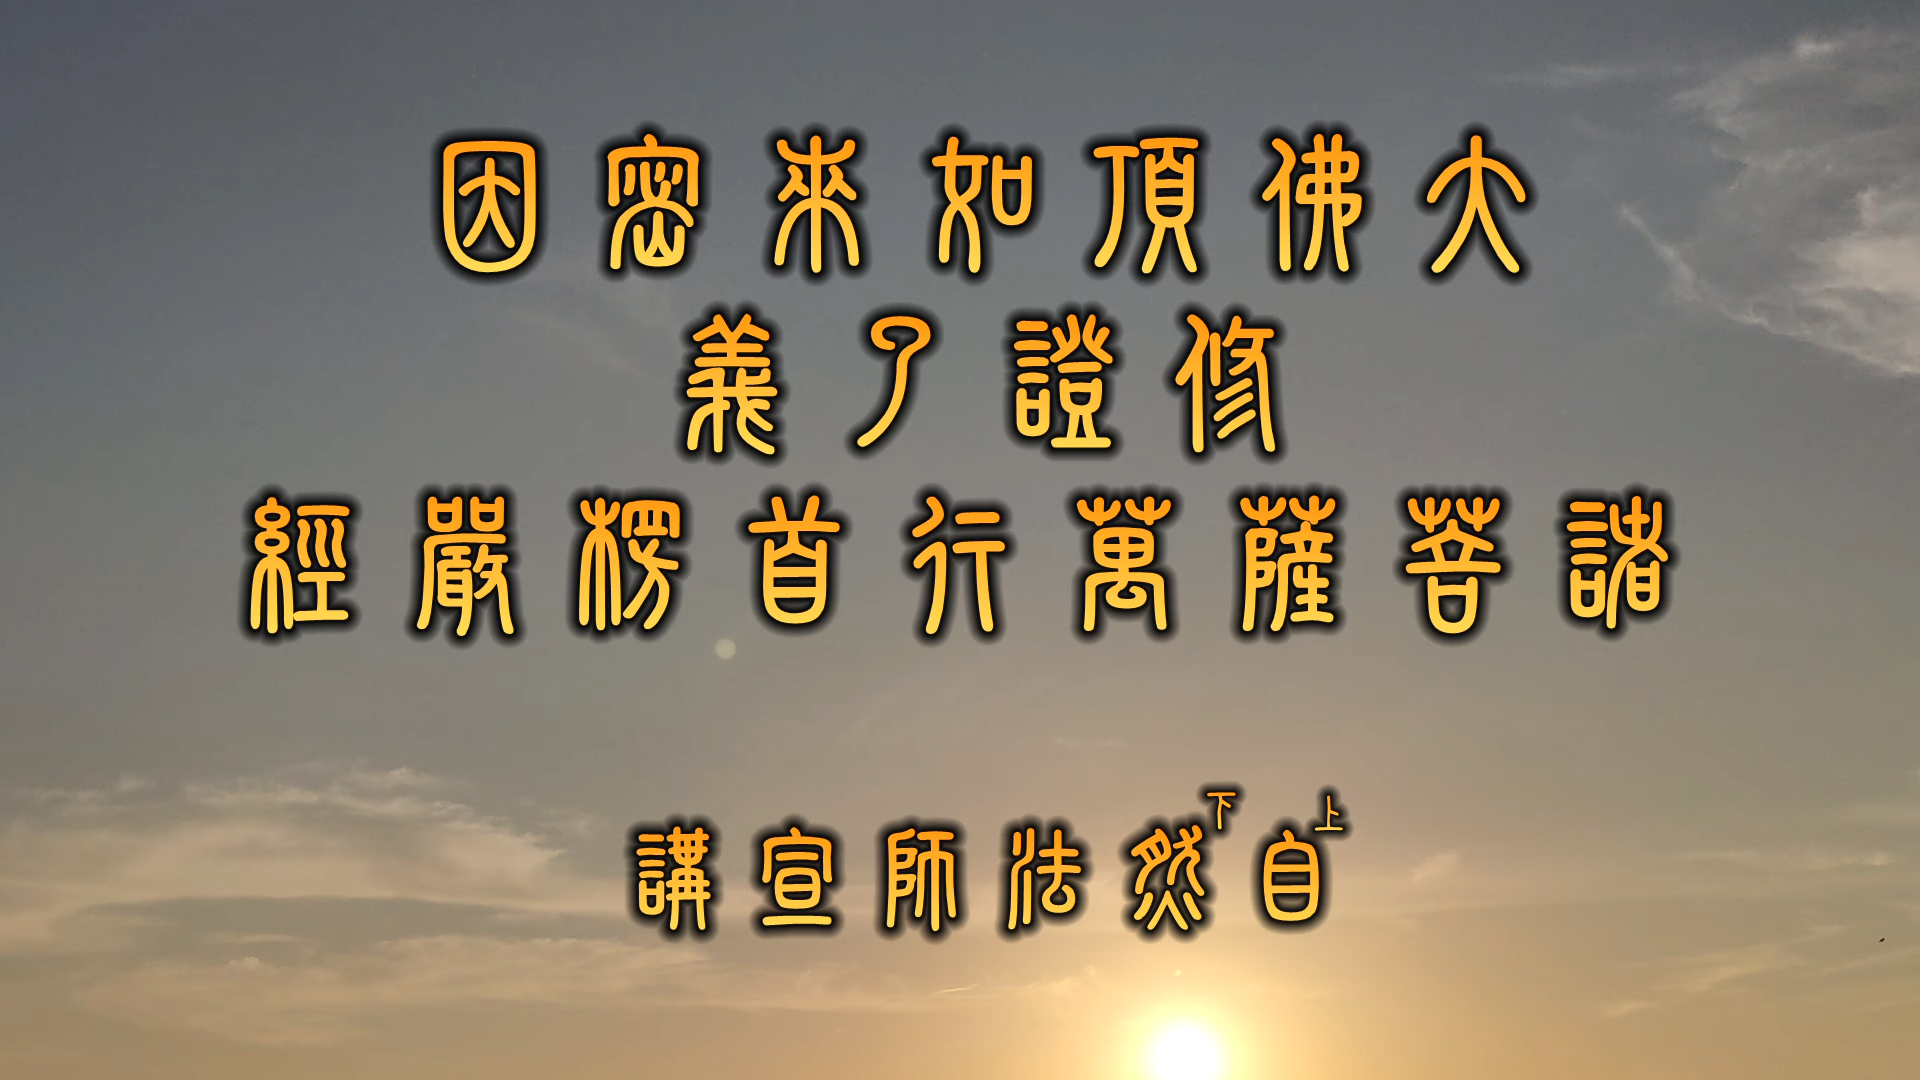 大佛頂如來密因
修證了義
諸菩薩萬行首楞嚴經
上自下然法師宣講